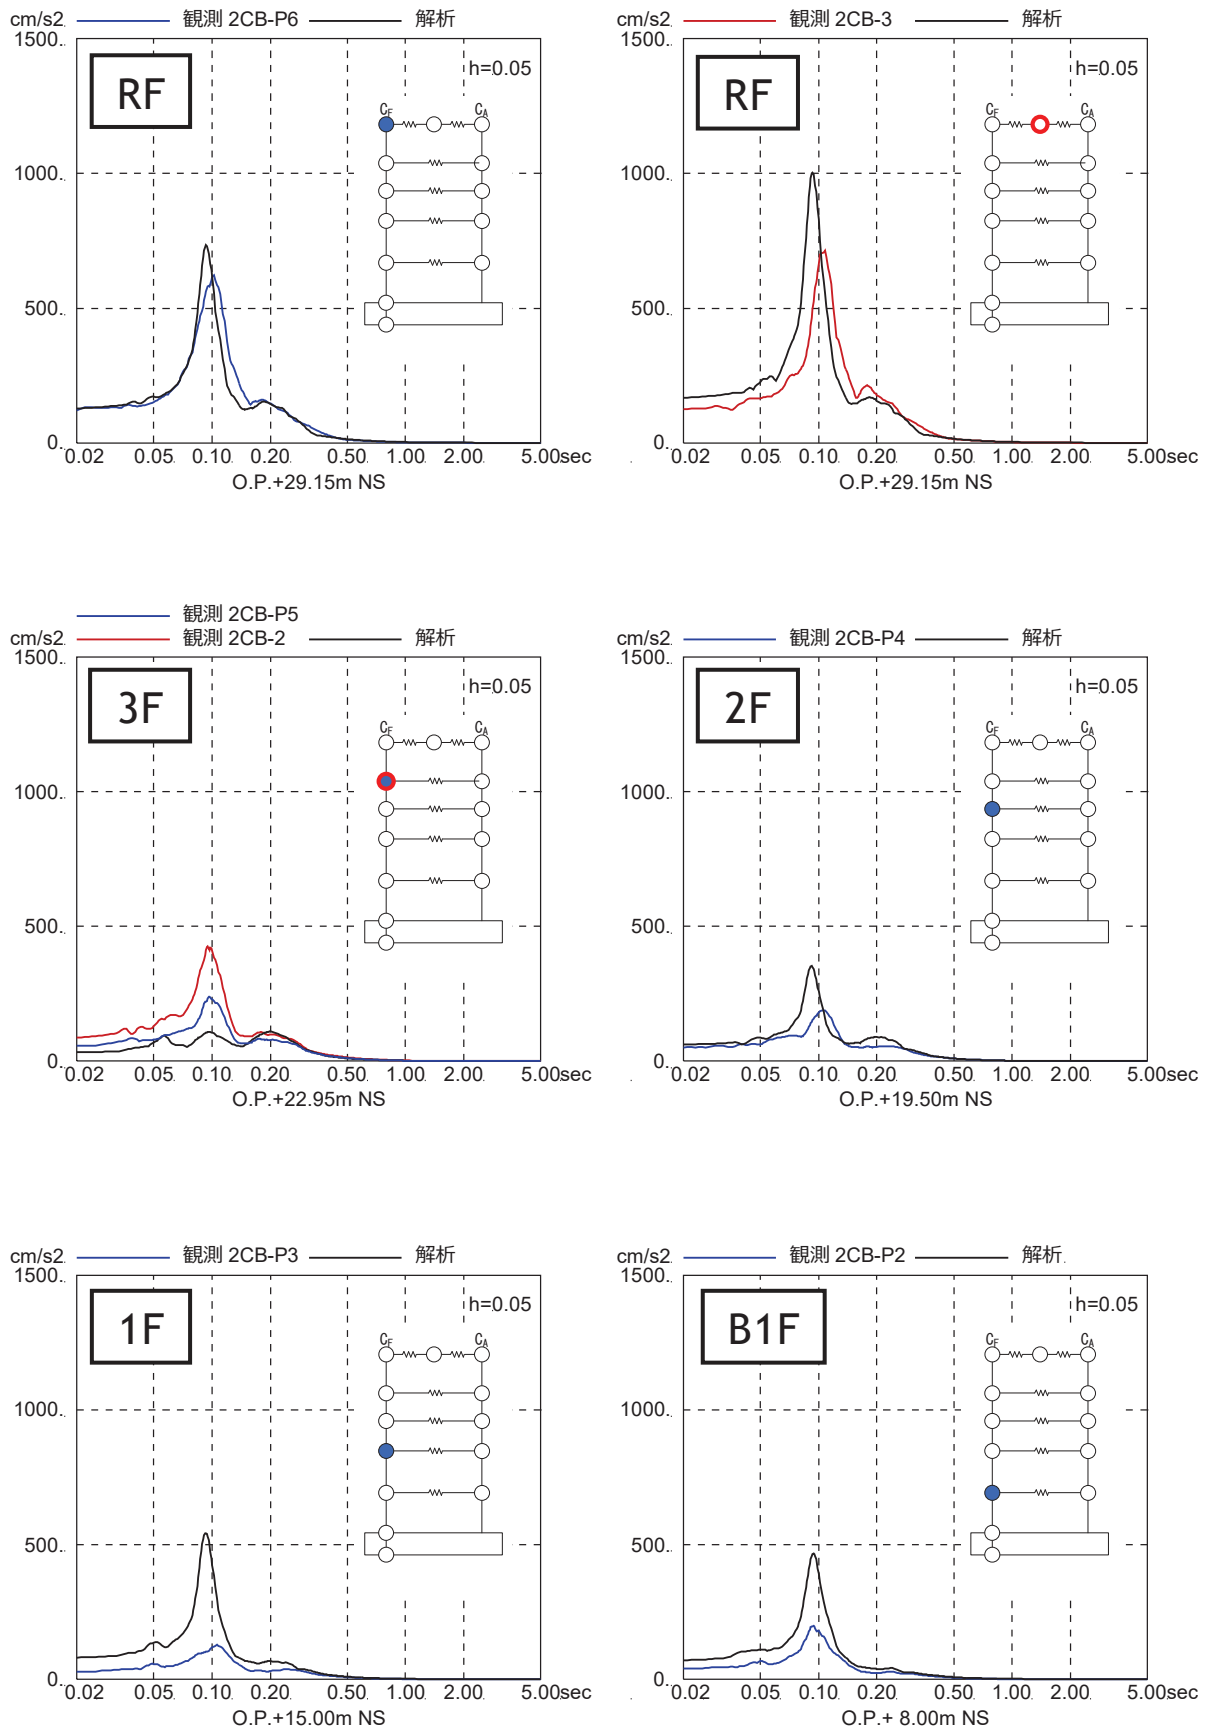 cm/s2 観測 2CB-P6 解析
1500.
RF
h=0.05
CF CA
1000.
500.
0.
0.02 0.05 0.10 0.20 0.50 1.00 2.00 5.00sec
O.P.+29.15m NS
cm/s2 観測 2CB-3 解析
1500.
RF
h=0.05
CF CA
1000.
500.
0.
0.02 0.05 0.10 0.20 0.50 1.00 2.00 5.00sec
O.P.+29.15m NS
観測 2CB-P5
cm/s2 観測 2CB-2 解析
1500.
3F
h=0.05
CF CA
1000.
500.
0.
0.02 0.05 0.10 0.20 0.50 1.00 2.00 5.00sec
O.P.+22.95m NS
cm/s2 観測 2CB-P4 解析
1500.
2F
h=0.05
CF CA
1000.
500.
0.
0.02 0.05 0.10 0.20 0.50 1.00 2.00 5.00sec
O.P.+19.50m NS
cm/s2 観測 2CB-P3 解析
1500.
1F
h=0.05
CF CA
1000.
500.
0.
0.02 0.05 0.10 0.20 0.50 1.00 2.00 5.00sec
O.P.+15.00m NS
cm/s2 観測 2CB-P2 解析
1500.
B1F
h=0.05
CF CA
1000.
500.
0.
0.02 0.05 0.10 0.20 0.50 1.00 2.00 5.00sec
O.P.+ 8.00m NS